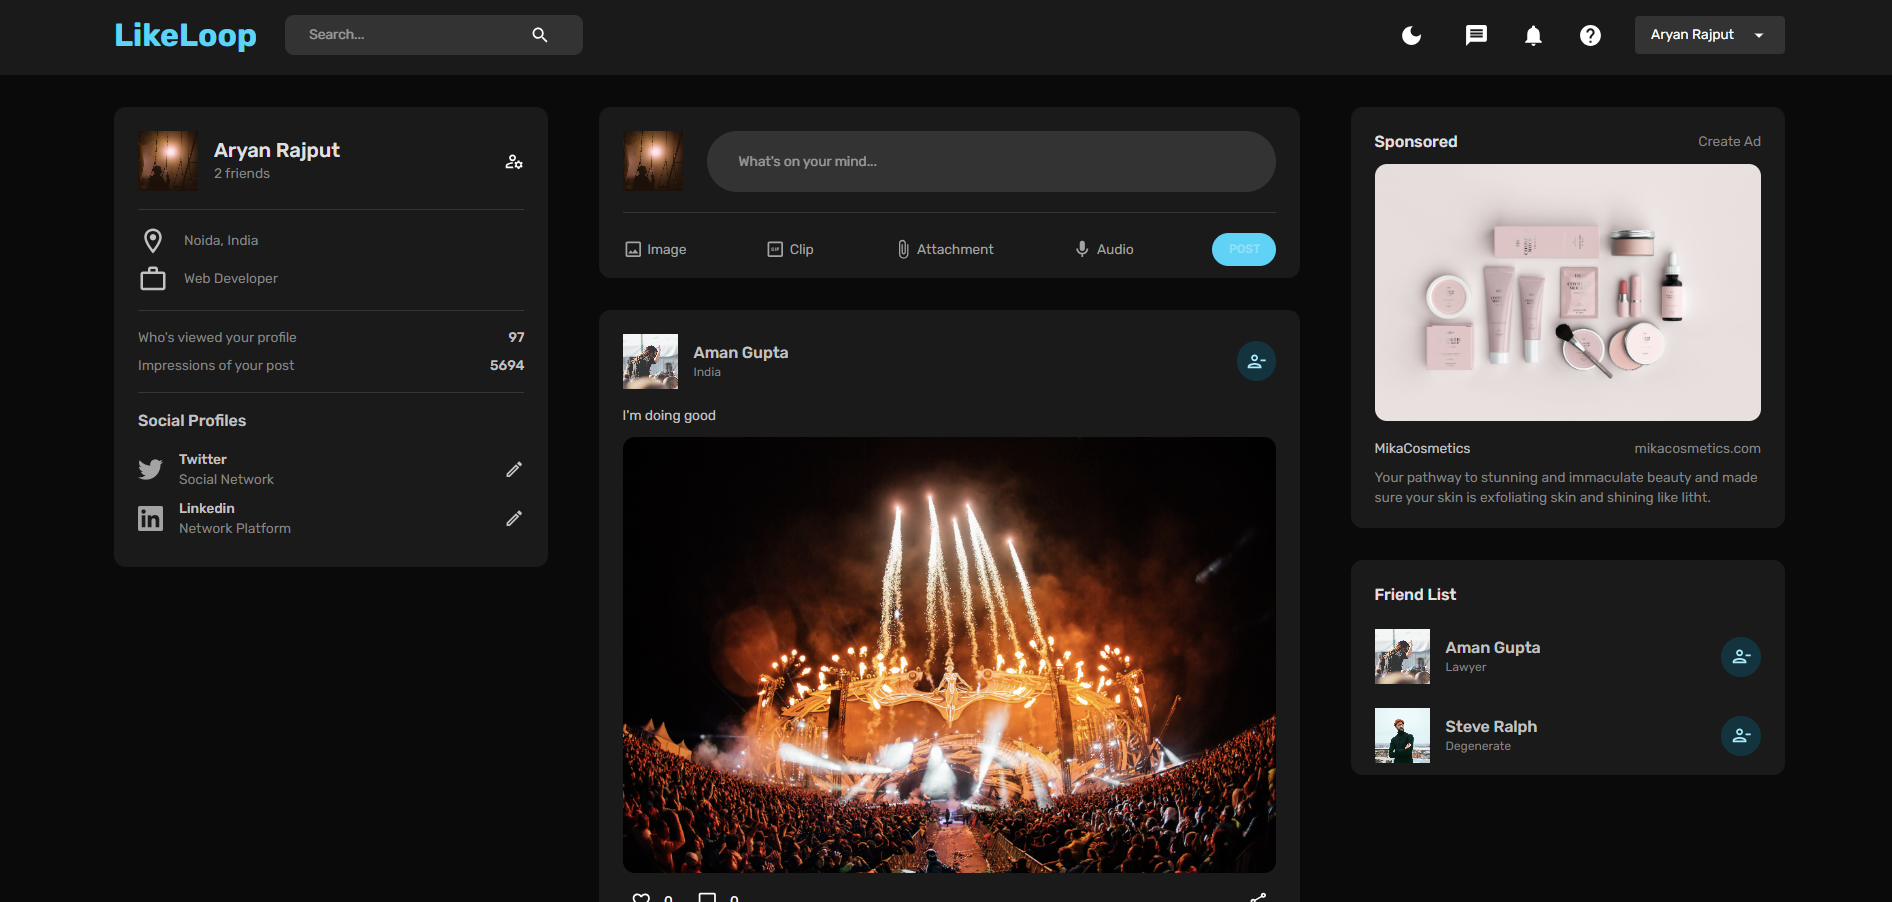 LikeLoop
Search...
Aryan Rajput
Aryan Rajput
2 friends
Noida, India
Web Developer
Who's viewed your profile 97
Impressions of your post 5694
Social Profiles
Twitter
Social Network
Linkedin
Network Platform
What's on your mind...
Image
Clip
Attachment
Audio
POST
Aman Gupta
India
I'm doing good
0
0
Sponsored
Create Ad
MikaCosmetics
mikacosmetics.com
Your pathway to stunning and immaculate beauty and made
sure your skin is exfoliating skin and shining like litht.
Friend List
Aman Gupta
Lawyer
Steve Ralph
Degenerate